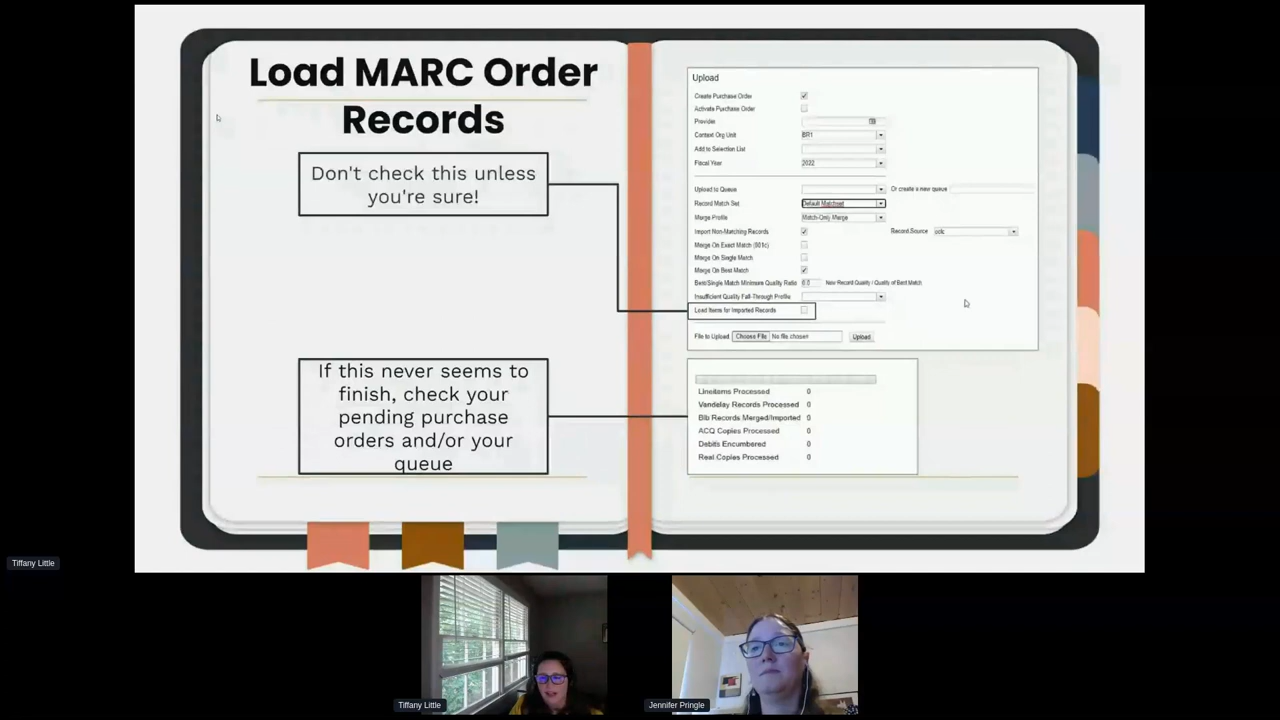 Load MARC Order
Records
Don't check this unless
you're sure!
If this never seems to
finish, check your
pending purchase
orders and/or your
queue
Upload
Create Purchase Order
Activate Purchase Order
Provider
Context Org Unit BR1
Add to Selection List
Fiscal Year 2022
Upload to Queue Or create a new queue
Record Match Set Default Matchset
Merge Profile Match-Only Merge
Import Non-Matching Records Record Source oclc
Merge On Exact Match (901c)
Merge On Single Match
Merge On Best Match
Best/Single Match Minimum Quality Ratio 0.0 New Record Quality / Quality of Best Match
Insufficient Quality Fall-Through Profile
Load Items for Imported Records
File to Upload Choose File No file chosen Upload
Lineitems Processed 0
Vandelay Records Processed 0
Bib Records Merged/Imported 0
ACQ Copies Processed 0
Debits Encumbered 0
Real Copies Processed 0
Tiffany Little
Tiffany Little
Jennifer Pringle